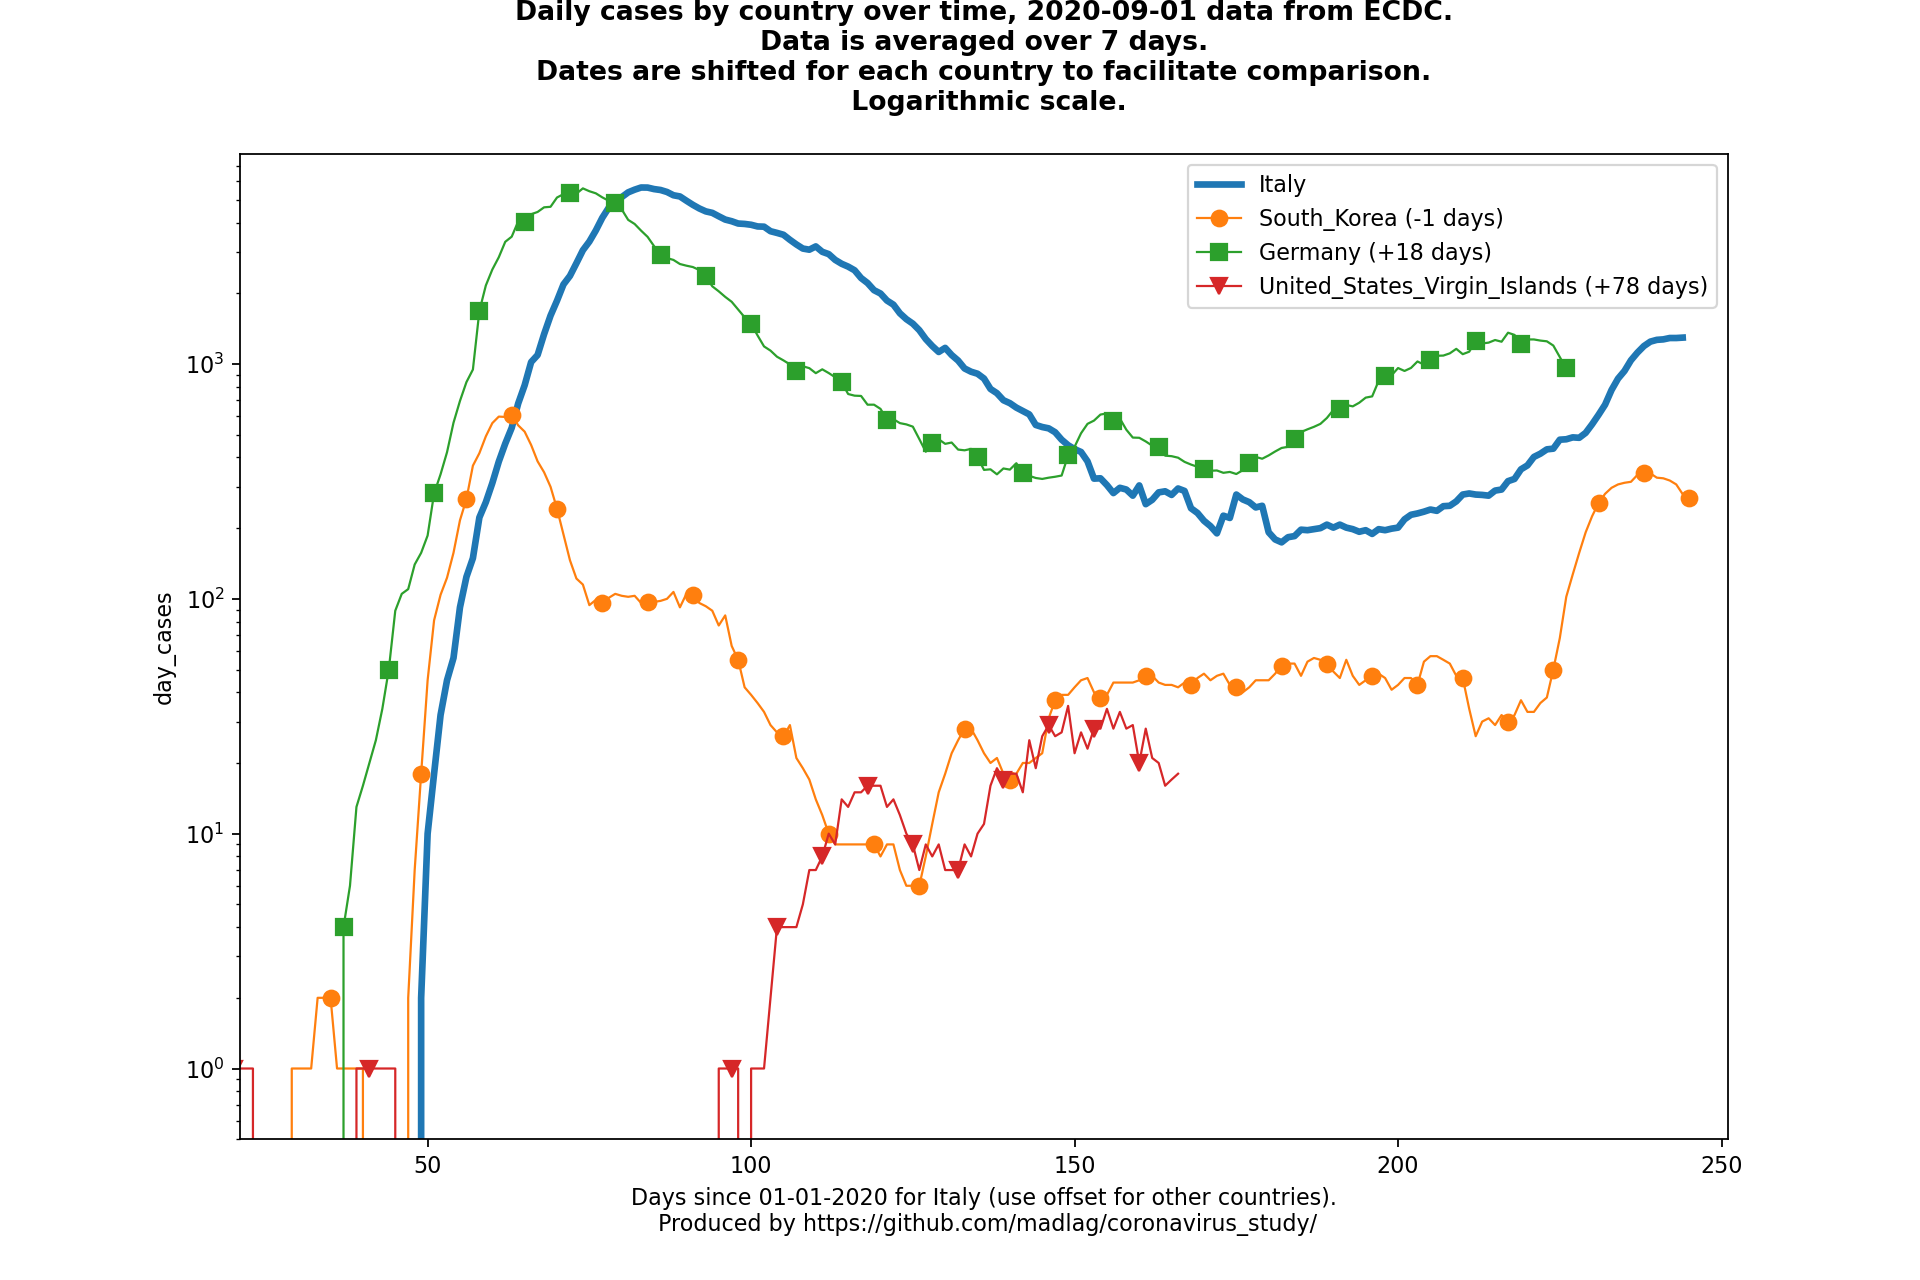 Daily cases by country over time, 2020-09-01 data from ECDC.
Data is averaged over 7 days.
Dates are shifted for each country to facilitate comparison.
Logarithmic scale.
Italy
South_Korea (-1 days)
Germany (+18 days)
United_States_Virgin_Islands (+78 days)
day_cases
10³
10²
10¹
10⁰
50
100
150
200
250
Days since 01-01-2020 for Italy (use offset for other countries).
Produced by https://github.com/madlag/coronavirus_study/